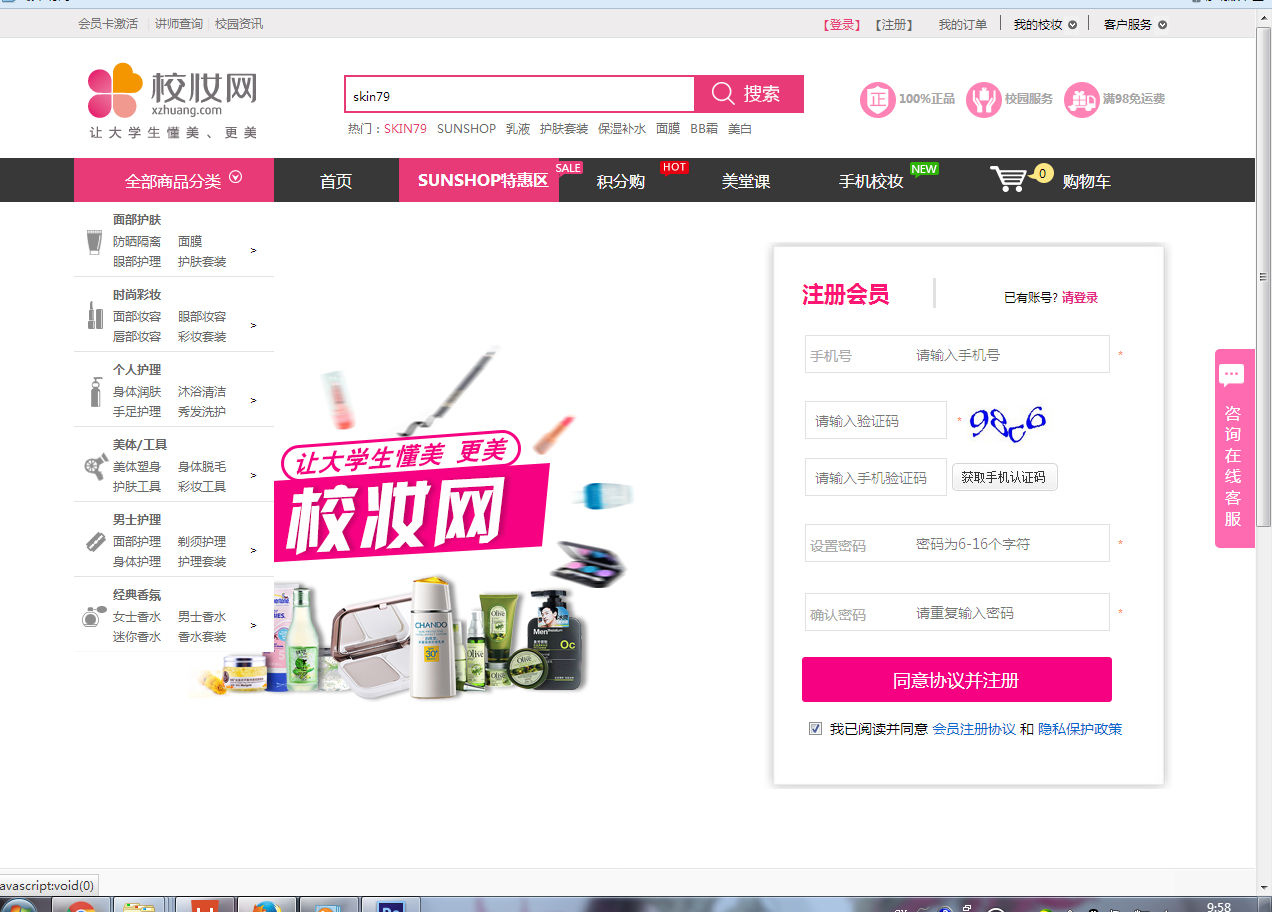 会员卡激活 讲师查询 校园资讯 【登录】 【注册】 我的订单 我的校妆 客户服务
校妆网
xzhuang.com
让大学生懂美、更美
skin79 搜索
热门：SKIN79 SUNSHOP 乳液 护肤套装 保湿补水 面膜 BB霜 美白
100%正品 校园服务 满98免运费
正
全部商品分类 首页 SUNSHOP特惠区 SALE 积分购 HOT 美堂课 手机校妆 NEW 0 购物车
面部护肤
防晒隔离 面膜
眼部护理 护肤套装
>
时尚彩妆
面部妆容 眼部妆容
唇部妆容 彩妆套装
>
个人护理
身体润肤 沐浴清洁
手足护理 秀发洗护
>
美体/工具
美体塑身 身体脱毛
护肤工具 彩妆工具
>
男士护理
面部护理 剃须护理
身体护理 护理套装
>
经典香氛
女士香水 男士香水
迷你香水 香水套装
>
让大学生懂美 更美
校妆网
CHANDO
30+
Olive
Olive
Olive
Men
Oc
注册会员 已有账号? 请登录
手机号 请输入手机号 *
请输入验证码 * 98c6
请输入手机验证码 获取手机认证码
设置密码 密码为6-16个字符 *
确认密码 请重复输入密码 *
同意协议并注册
我已阅读并同意 会员注册协议 和 隐私保护政策
咨询在线客服
avascript:void(0)
9:58